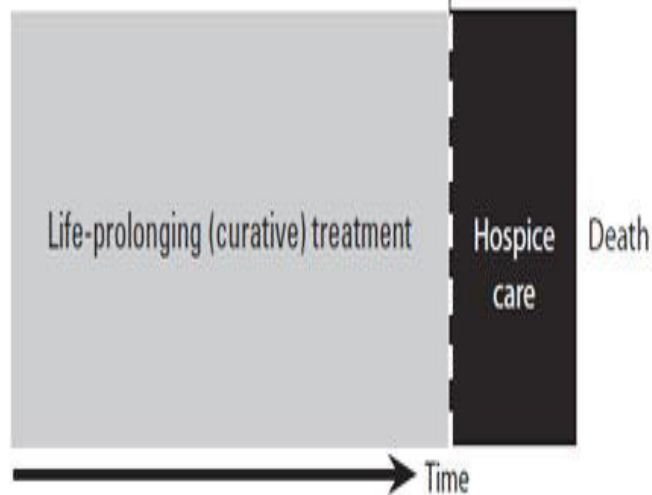 Life-prolonging (curative) treatment
Hospice
care
Death
Time